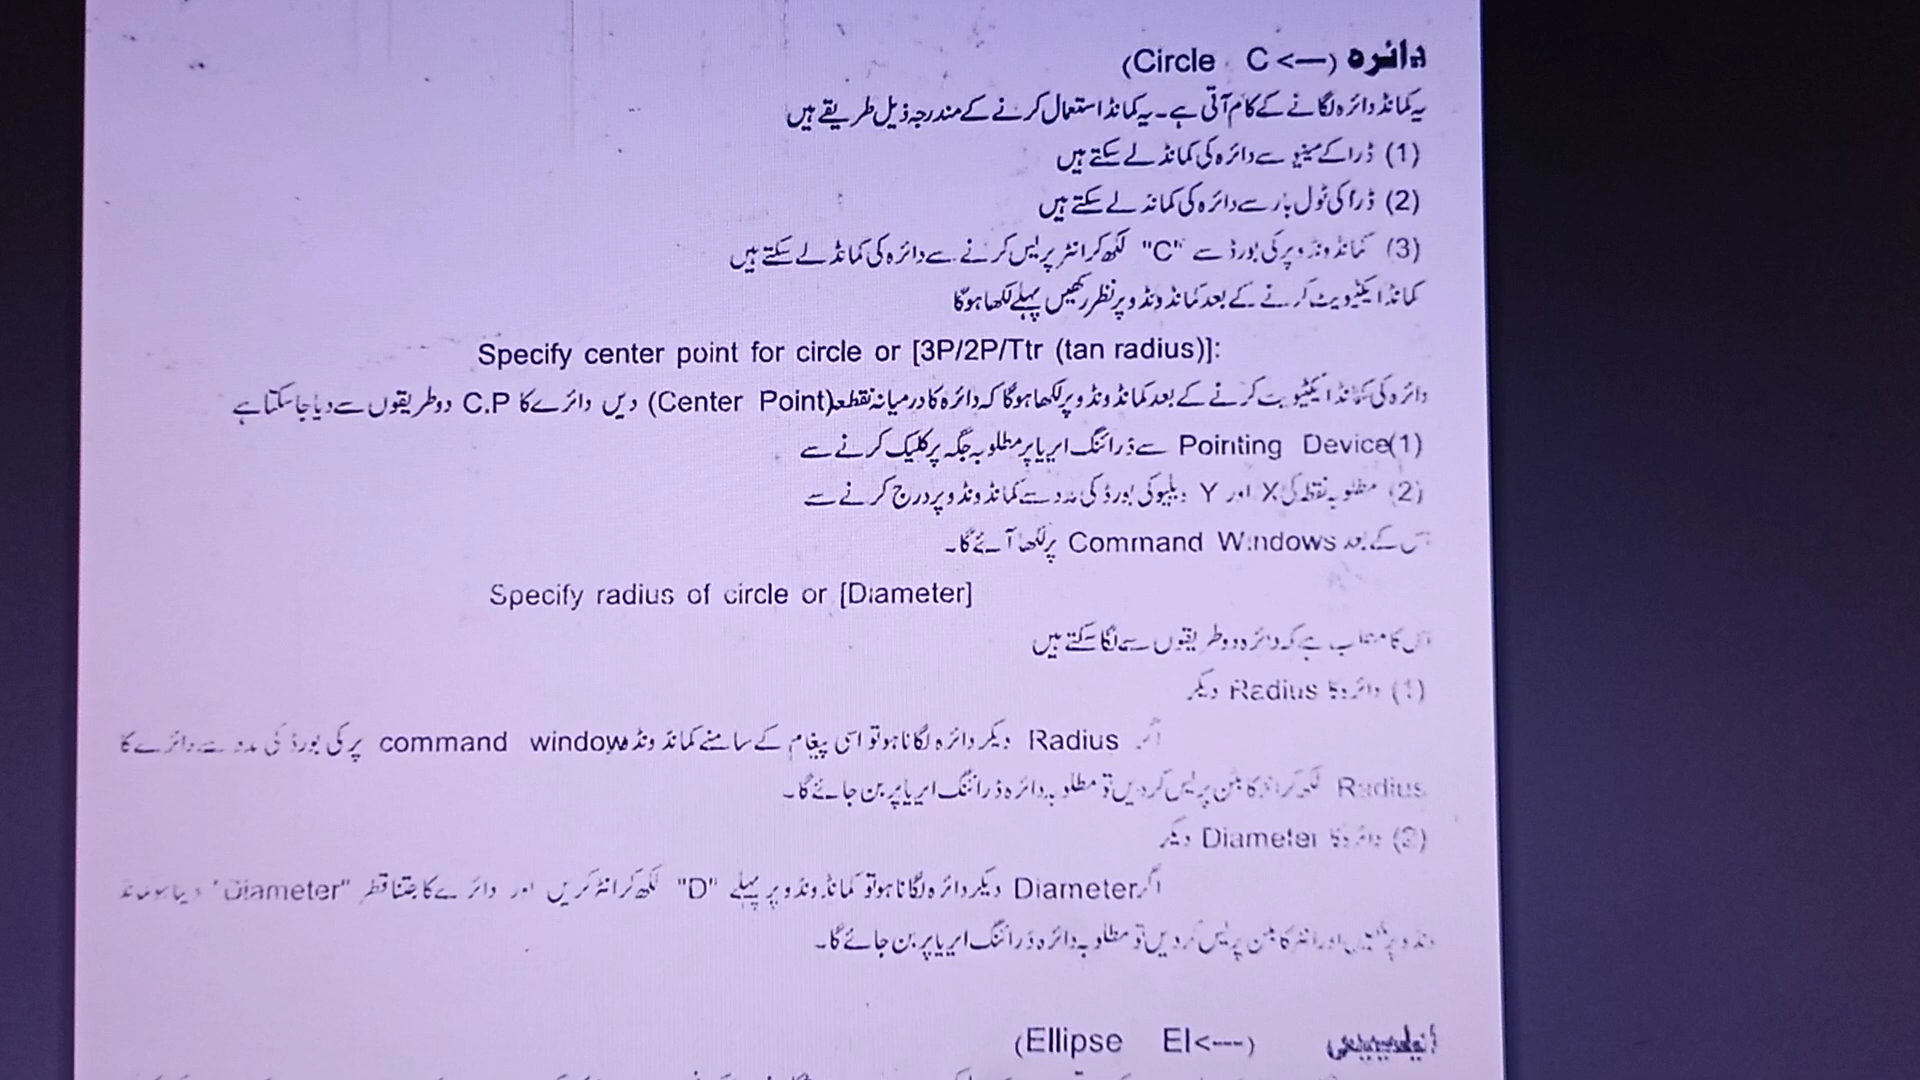 دائرہ (Circle C <---)
یہ کمانڈ دائرہ لگانے کے کام آتی ہے۔ یہ کمانڈ استعمال کرنے کے مندرجہ ذیل طریقے ہیں
(1) ڈرا کے مینیو سے دائرہ کی کمانڈ لے سکتے ہیں
(2) ڈرا کی ٹول بار سے دائرہ کی کمانڈ لے سکتے ہیں
(3) کمانڈ ونڈو پر کی بورڈ سے "C" لکھ کر انٹر پریس کرنے سے دائرہ کی کمانڈ لے سکتے ہیں
کمانڈ ایکٹیویٹ کرنے کے بعد کمانڈ ونڈو پر نظر رکھیں پہلے لکھا ہوگا
Specify center point for circle or [3P/2P/Ttr (tan radius)]:
دائرہ کی کمانڈ ایکٹیویٹ کرنے کے بعد کمانڈ ونڈو پر لکھا ہوگا کہ دائرہ کا درمیانہ نقطہ (Center Point) دیں دائرے کا C.P دو طریقوں سے دیا جاسکتا ہے
(1) Pointing Device سے ڈرائنگ ایریا پر مطلوبہ جگہ پر کلیک کرنے سے
(2) مطلوبہ نقطہ کی X اور Y ویلیو کی بورڈ کی مدد سے کمانڈ ونڈو پر درج کرنے سے
اس کے بعد Command Windows پر لکھا آئے گا۔
Specify radius of circle or [Diameter]
اس کا مطلب ہے کہ دائرہ دو طریقوں سے لگا سکتے ہیں
(1) دائرہ کا Radius دیکر
اگر Radius دیکر دائرہ لگانا ہو تو اسی پیغام کے سامنے کمانڈ ونڈو command window پر کی بورڈ کی مدد سے دائرے کا
Radius لکھ کر انٹر کا بٹن پریس کردیں تو مطلوبہ دائرہ ڈرائنگ ایریا پر بن جائے گا۔
(2) دائرہ کا Diameter دیکر
اگر Diameter دیکر دائرہ لگانا ہو تو کمانڈ ونڈو پر پہلے "D" لکھ کر انٹر کریں اور دائرے کا جتنا قطر "Diameter" دینا ہو کمانڈ
ونڈو پر لکھیں اور انٹر کا بٹن پریس کردیں تو مطلوبہ دائرہ ڈرائنگ ایریا پر بن جائے گا۔
(Ellipse El<---)